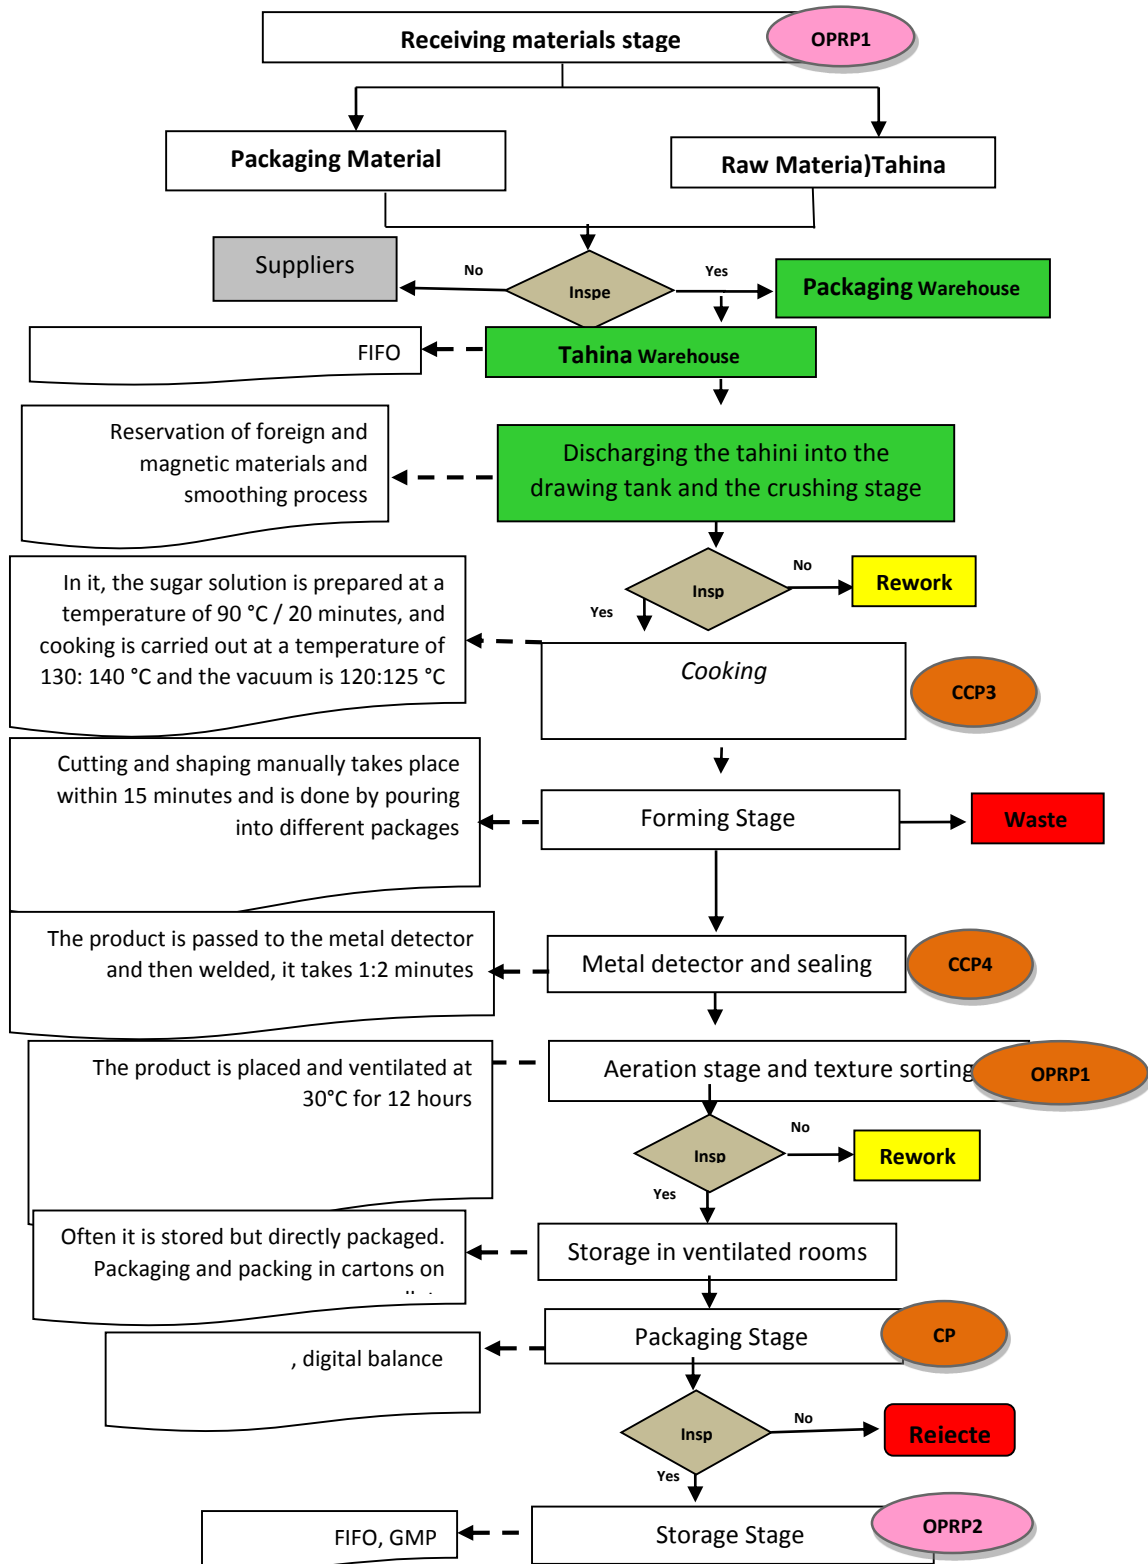 Receiving materials stage
OPRP1
Packaging Material
Raw Materia)Tahina
Suppliers
No
Inspe
Yes
Packaging Warehouse
FIFO
Tahina Warehouse
Reservation of foreign and
magnetic materials and
smoothing process
Discharging the tahini into the
drawing tank and the crushing stage
Insp
No
Rework
Yes
In it, the sugar solution is prepared at a
temperature of 90 °C / 20 minutes, and
cooking is carried out at a temperature of
130: 140 °C and the vacuum is 120:125 °C
Cooking
CCP3
Cutting and shaping manually takes place
within 15 minutes and is done by pouring
into different packages
Forming Stage
Waste
The product is passed to the metal detector
and then welded, it takes 1:2 minutes
Metal detector and sealing
CCP4
The product is placed and ventilated at
30°C for 12 hours
Aeration stage and texture sorting
OPRP1
Insp
No
Rework
Yes
Often it is stored but directly packaged.
Packaging and packing in cartons on
Storage in ventilated rooms
Packaging Stage
CP
, digital balance
Insp
No
Reiecte
Yes
FIFO, GMP
Storage Stage
OPRP2